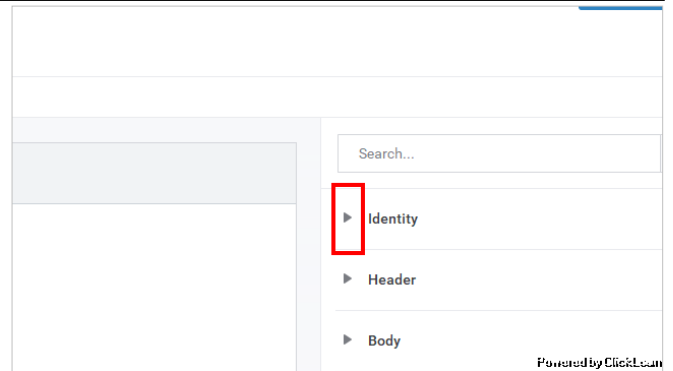 Search...
Identity
Header
Body
Powered by ClickLearn